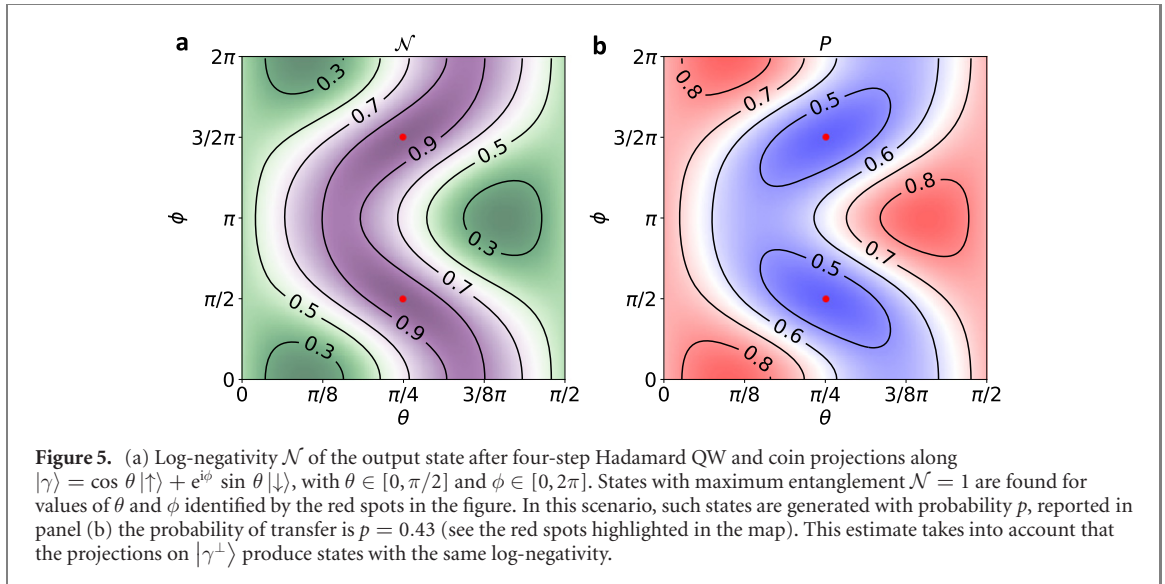 a
𝒩
b
P
2π
3/2π
π
π/2
0
ϕ
0.3
0.7
0.9
0.5
0.3
0.7
0.5
0.9
0.3
0
π/8
π/4
3/8π
π/2
θ
2π
3/2π
π
π/2
0
ϕ
0.8
0.7
0.5
0.6
0.8
0.7
0.5
0.6
0.8
0
π/8
π/4
3/8π
π/2
θ
Figure 5. (a) Log-negativity 𝒩 of the output state after four-step Hadamard QW and coin projections along
|γ⟩ = cos θ |↑⟩ + e^{iϕ} sin θ |↓⟩, with θ ∈ [0, π/2] and ϕ ∈ [0, 2π]. States with maximum entanglement 𝒩 = 1 are found for
values of θ and ϕ identified by the red spots in the figure. In this scenario, such states are generated with probability p, reported in
panel (b) the probability of transfer is p = 0.43 (see the red spots highlighted in the map). This estimate takes into account that
the projections on |γ^⊥⟩ produce states with the same log-negativity.